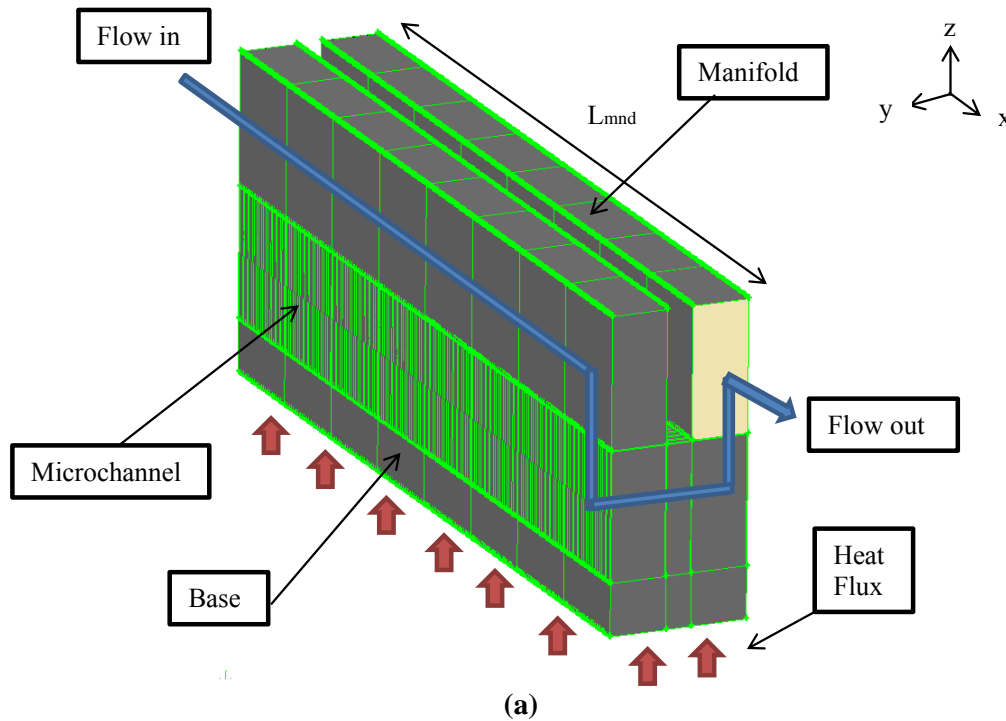 Flow in
Manifold
z
y
x
Lmnd
Microchannel
Flow out
Base
Heat
Flux
(a)